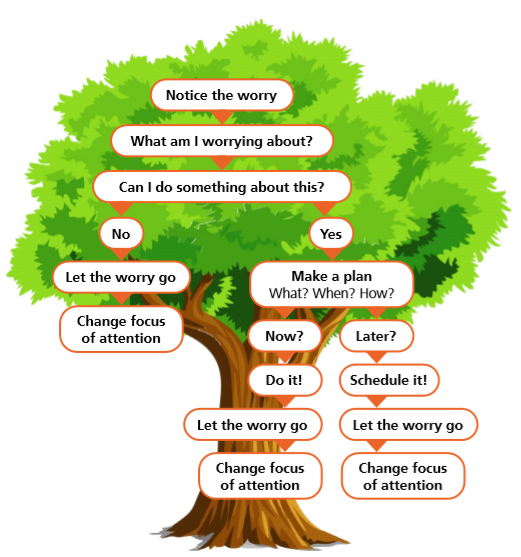 Notice the worry
What am I worrying about?
Can I do something about this?
No
Yes
Let the worry go
Make a plan
What? When? How?
Change focus
of attention
Now?
Later?
Do it!
Schedule it!
Let the worry go
Let the worry go
Change focus
of attention
Change focus
of attention